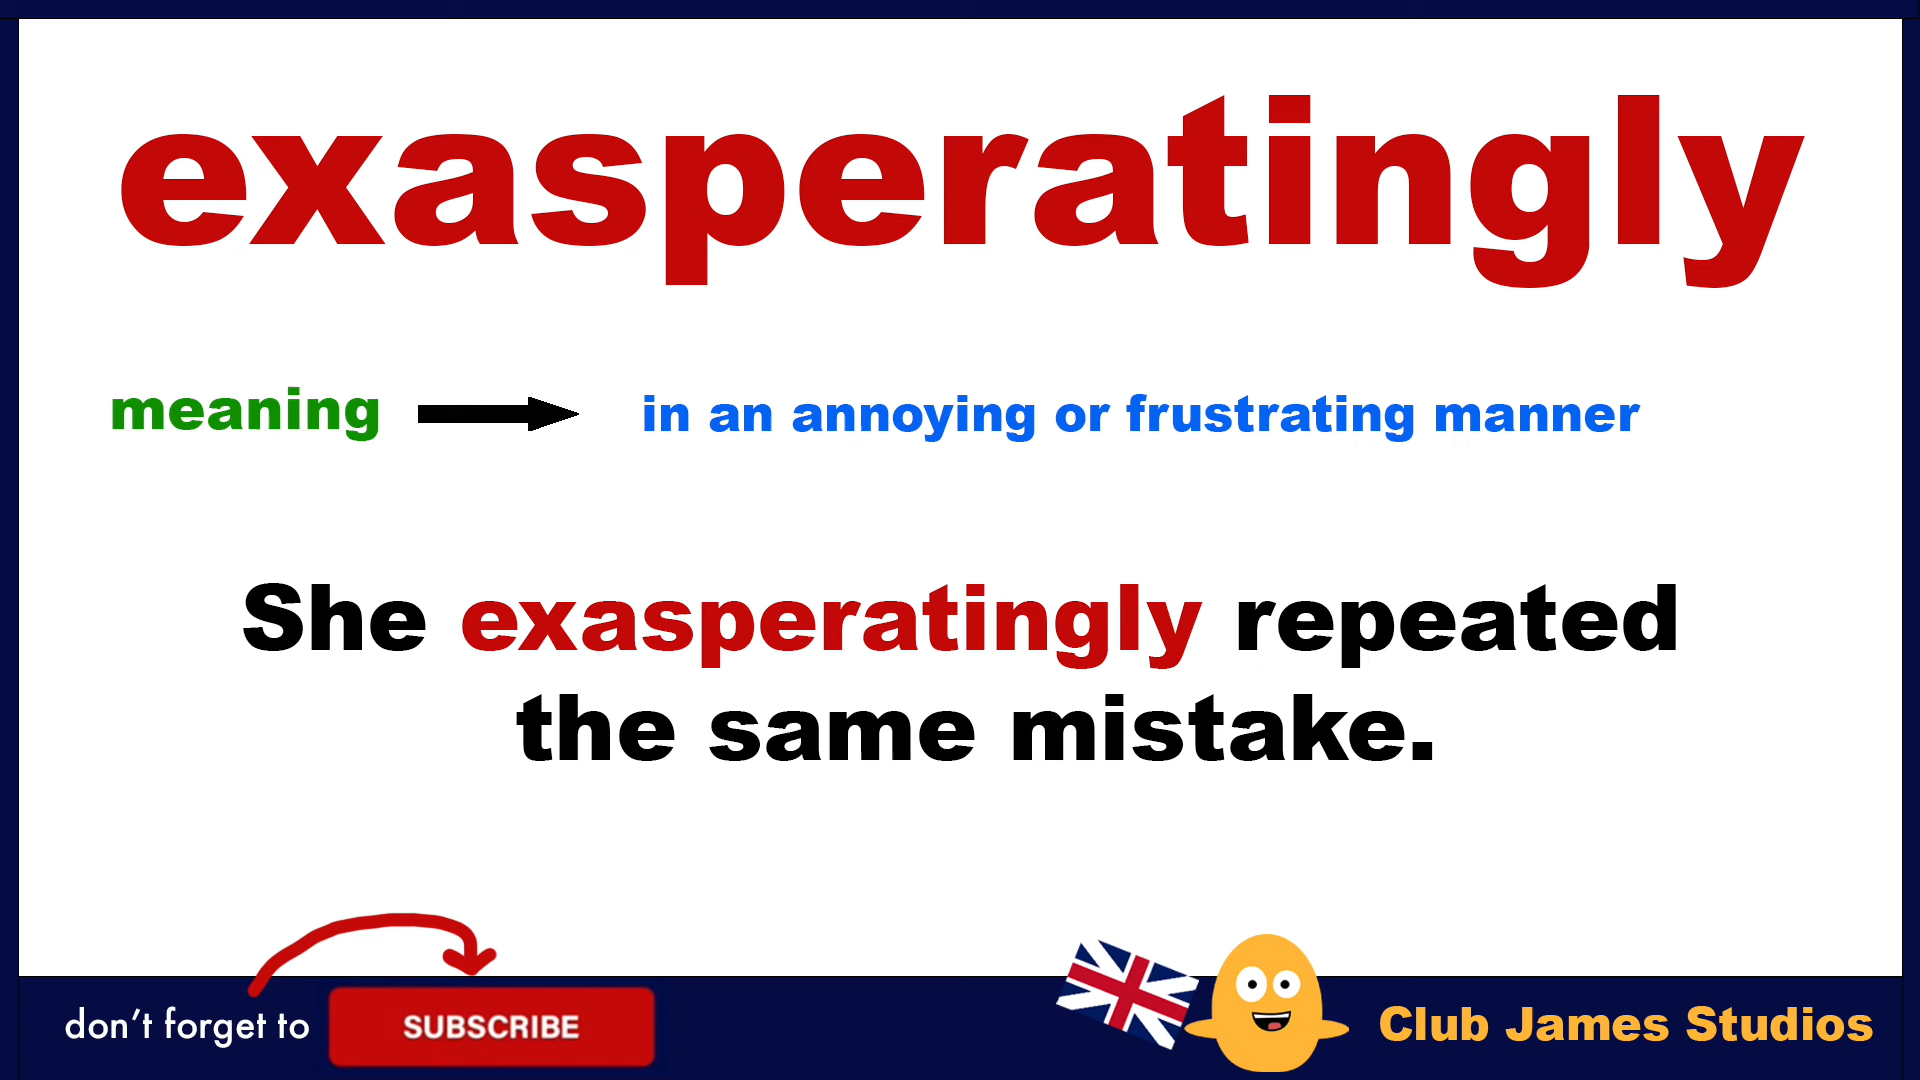 exasperatingly
meaning in an annoying or frustrating manner
She exasperatingly repeated
the same mistake.
don't forget to SUBSCRIBE
Club James Studios